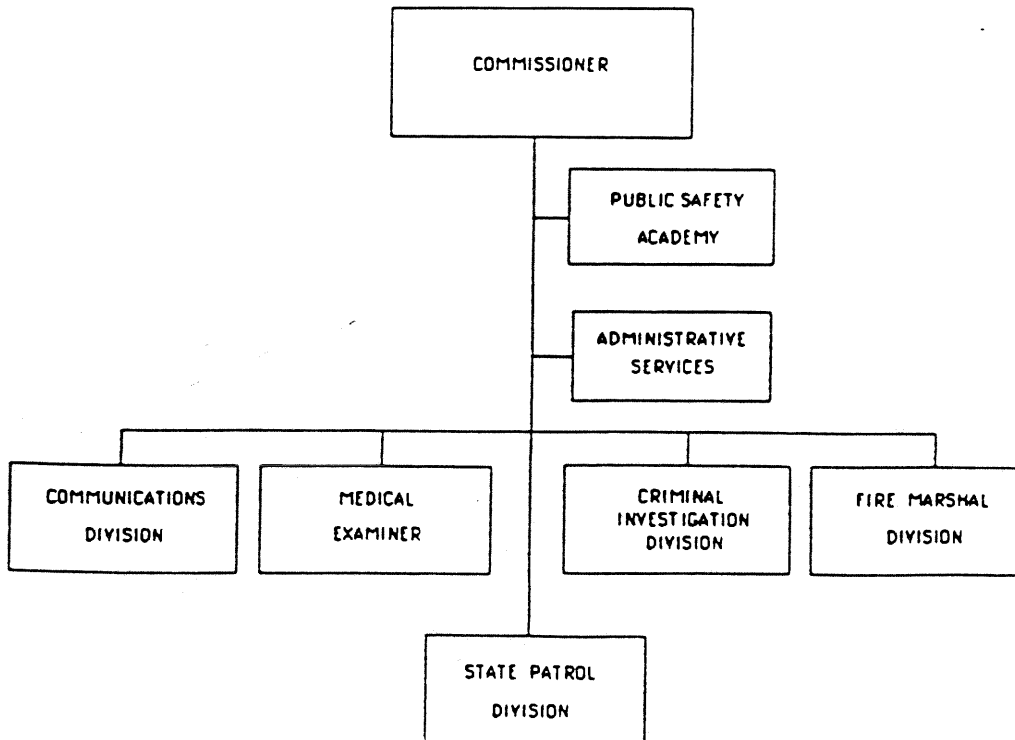 COMMISSIONER
PUBLIC SAFETY
ACADEMY
ADMINISTRATIVE
SERVICES
COMMUNICATIONS
DIVISION
MEDICAL
EXAMINER
CRIMINAL
INVESTIGATION
DIVISION
FIRE MARSHAL
DIVISION
STATE PATROL
DIVISION